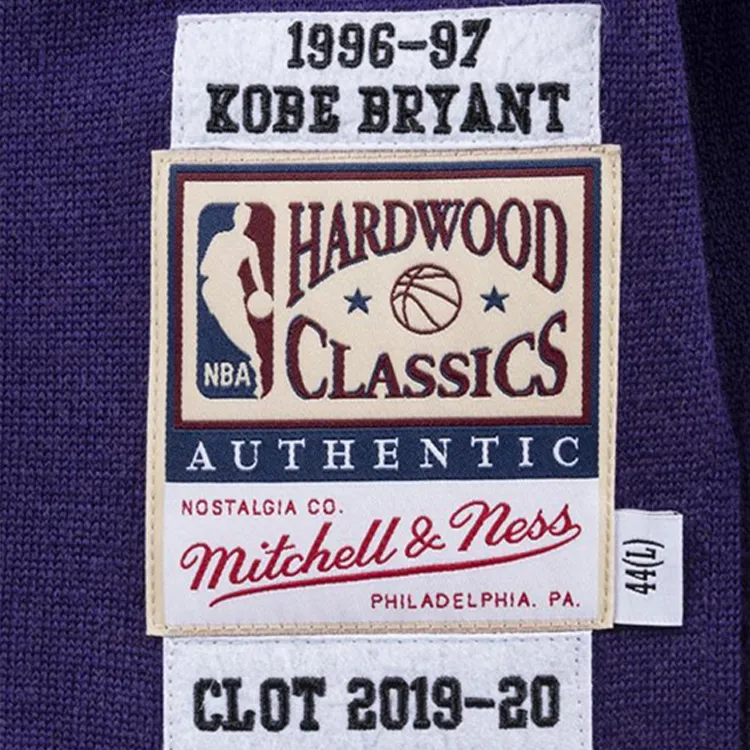 1996-97
KOBE BRYANT
HARDWOOD
CLASSICS
NBA
AUTHENTIC
NOSTALGIA CO.
Mitchell & Ness
PHILADELPHIA. PA.
44(L)
CLOT 2019-20